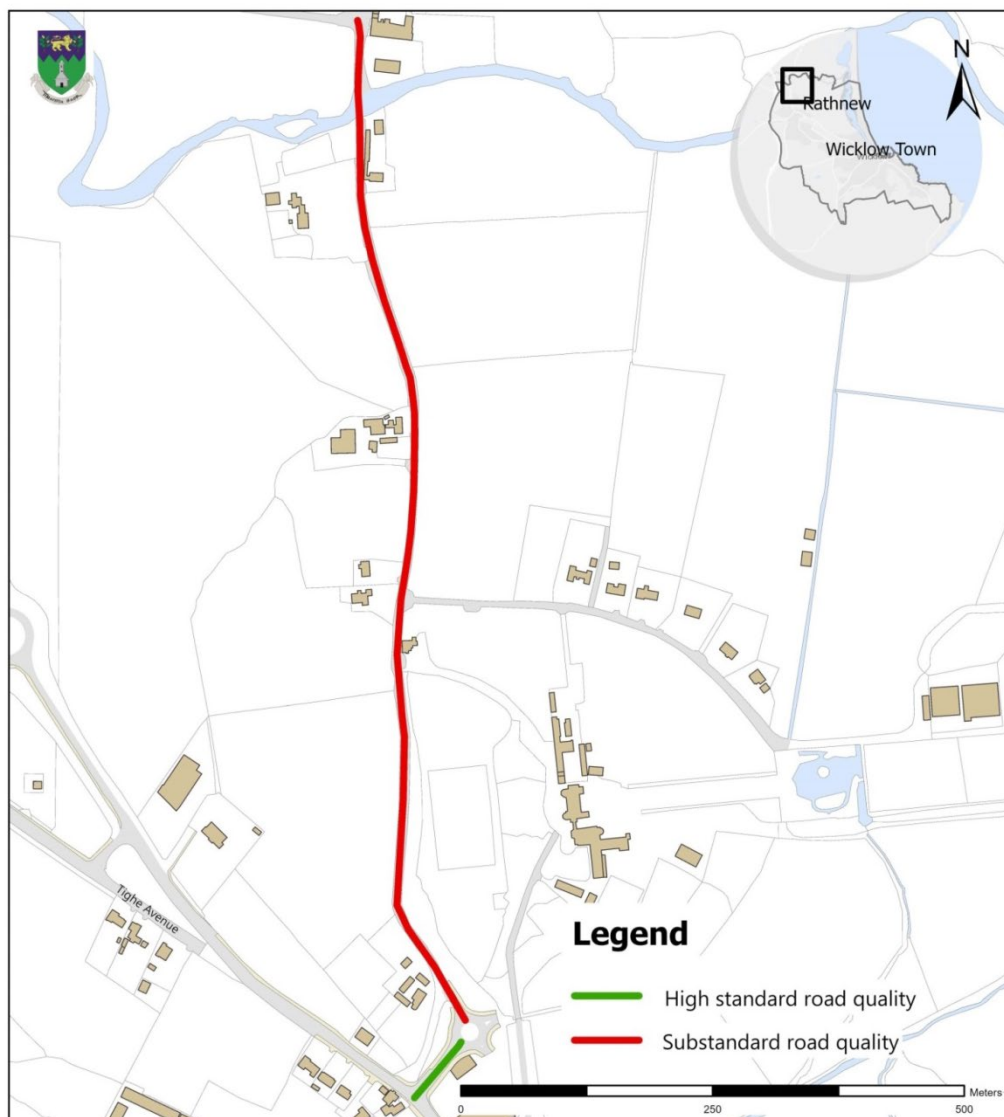 N
Rathnew
Wicklow Town
Tighe Avenue
Legend
High standard road quality
Substandard road quality
Meters
0 250 500